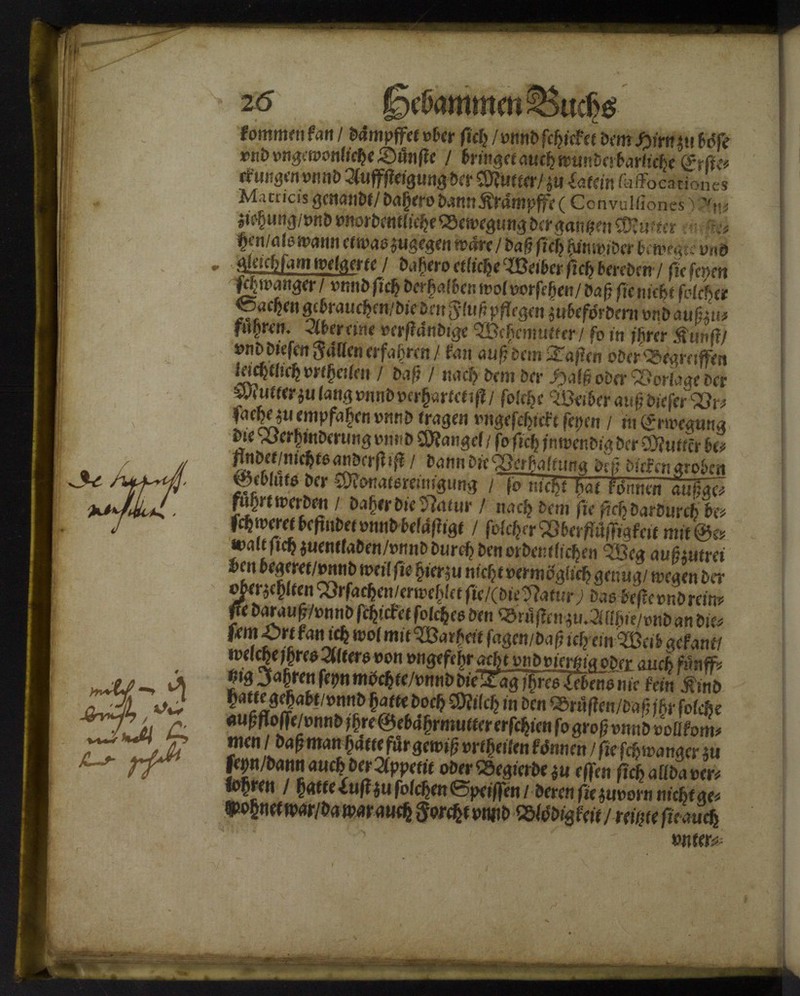 26 Hebammen Buchs
kommen kan / dämpffet vber sich / vnnd schicket dem Hirn zu böse
vnd vngewonliche Dünste / bringet auch wunderbarliche Erste⸗
ckungen vnnd Auffsteigung der Mutter / zu Latein suffocationes
Matricis genandt / dahero dann Krämpffe ( Convulsiones )
ziehung / vnd vnordentliche Bewegung der gantzen Mutter
hen / als wann etwas zugegen wäre / daß sich hinwider bewegte vnd
gleichsam welgerte / dahero etliche Weiber sich bereden / sie seyen
schwanger / vnnd sich derhalben wol vorsehen / daß sie nicht solcher
Sachen gebrauchen / die den Fluß pflegen zubefördern vnd außzu⸗
führen. Aber eine verständige Wehemutter / so in jhrer Kunst /
vnd diesen Fällen erfahren / kan auß dem Tasten oder Begreiffen
leichtlich vrtheilen / daß / nach dem der Halß oder Vorlage der
Mutter zu lang vnnd verhartet ist / solche Weiber auß dieser Vr⸗
sache zu empfahen vnnd tragen vngeschickt seyen / in Erwegung
die Verhinderung vnnd Mangel / so sich inwendig der Mutter be⸗
findet / nichts anderst ist / dann die Verhaltung deß dicken groben
Geblüts der Monatsreinigung / so nicht hat können außge⸗
führt werden / daher die Natur / nach dem sie sich dardurch be⸗
schweret befindet vnnd belästigt / solcher Vberflüssigkeit mit Ge⸗
walt sich zuentladen / vnnd durch den ordentlichen Weg außzutrei
ben begeret / vnnd weil sie hierzu nicht vermöglich genug / wegen der
oberzehlten Vrsachen / erwehlet sie / (die Natur) das beste vnd rein⸗
ste darauß / vnnd schicket solches den Brüsten zu. Allhie / vnd an die⸗
sem Ort kan ich wol mit Warheit sagen / daß ich ein Weib gekant /
welche jhres Alters von vngefehr acht vnd viertzig oder auch fünff⸗
tzig Jahren seyn möchte / vnnd die Tag jhres Lebens nie kein Kind
hatte gehabt / vnnd hatte doch Milch in den Brüsten / daß jhr solche
außflosse / vnnd jhre Gebährmutter erschien so groß vnnd vollkom⸗
men / daß man hätte für gewiß vrtheilen können / sie schwanger zu
seyn / dann auch der Appetit oder Begierde zu essen sich allda ver⸗
lohren / hatte Lust zu solchen Speissen / deren sie zuvorn nicht ge⸗
wohnet war / da war auch Forcht vnnd Blödigkeit / reitzte sie auch
vnter⸗